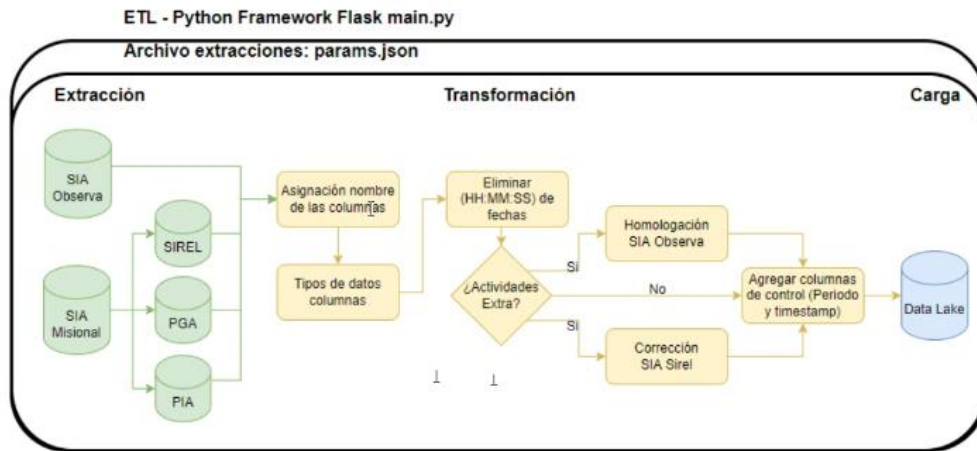 ETL - Python Framework Flask main.py
Archivo extracciones: params.json
Extracción
Transformación
Carga
SIA
Observa
SIA
Misional
SIREL
PGA
PIA
Asignación nombre
de las columnas
Tipos de datos
columnas
Eliminar
(HH:MM:SS) de
fechas
¿Actividades
Extra?
Si
No
Si
Homologación
SIA Observa
Corrección
SIA Sirel
Agregar columnas
de control (Periodo
y timestamp)
Data Lake